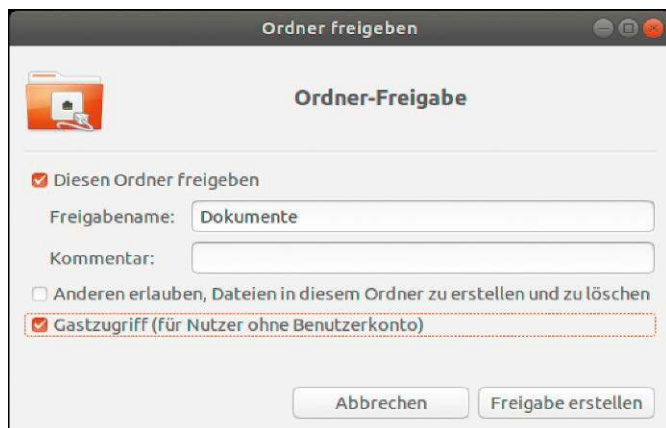 Ordner freigeben
Ordner-Freigabe
Diesen Ordner freigeben
Freigabename: Dokumente
Kommentar:
Anderen erlauben, Dateien in diesem Ordner zu erstellen und zu löschen
Gastzugriff (für Nutzer ohne Benutzerkonto)
Abbrechen Freigabe erstellen